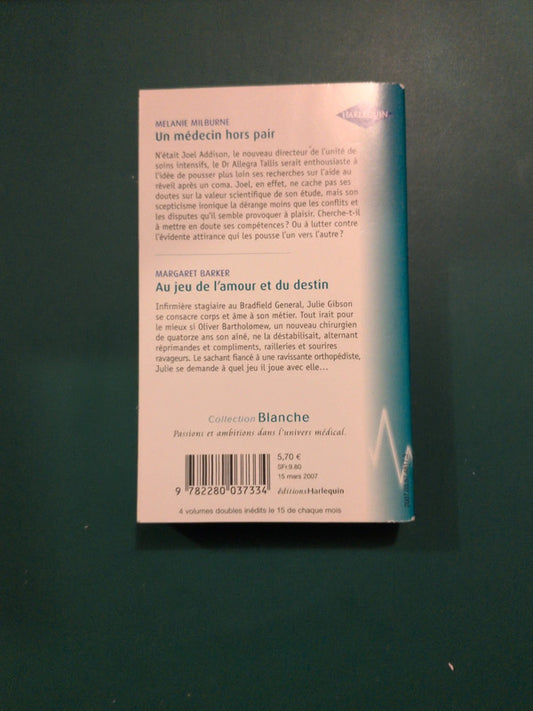 HARLEQUIN
MELANIE MILBURNE
Un médecin hors pair
N'était Joel Addison, le nouveau directeur de l'unité de
soins intensifs, le Dr Allegra Tallis serait enthousiaste à
l'idée de pousser plus loin ses recherches sur l'aide au
réveil après un coma. Joel, en effet, ne cache pas ses
doutes sur la valeur scientifique de son étude, mais son
scepticisme ironique la dérange moins que les conflits et
les disputes qu'il semble provoquer à plaisir. Cherche-t-il
à mettre en doute ses compétences ? Ou à lutter contre
l'évidente attirance qui les pousse l'un vers l'autre ?
MARGARET BARKER
Au jeu de l'amour et du destin
Infirmière stagiaire au Bradfield General, Julie Gibson
se consacre corps et âme à son métier. Tout irait pour
le mieux si Oliver Bartholomew, un nouveau chirurgien
de quatorze ans son aîné, ne la déstabilisait, alternant
réprimandes et compliments, railleries et sourires
ravageurs. Le sachant fiancé à une ravissante orthopédiste,
Julie se demande à quel jeu il joue avec elle...
Collection Blanche
Passions et ambitions dans l'univers médical.
5,70 €
SFr.9.80
15 mars 2007
9 782280 037334
éditionsHarlequin
4 volumes doubles inédits le 15 de chaque mois